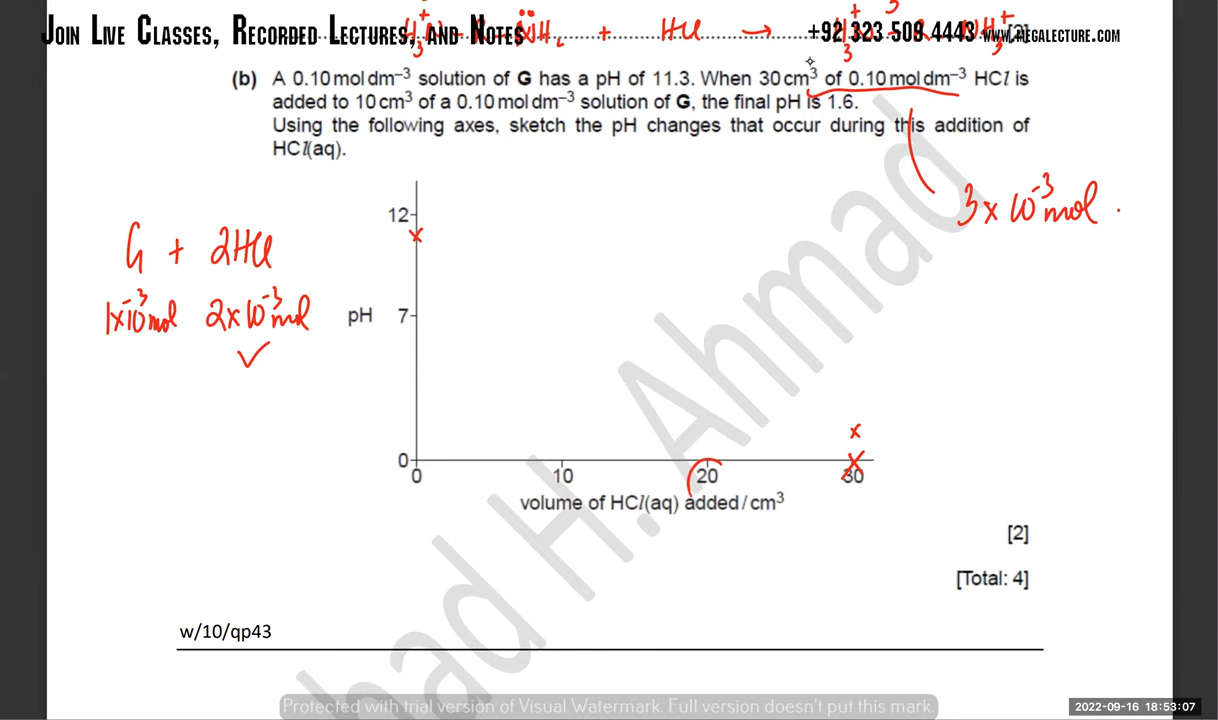 JOIN LIVE CLASSES, RECORDED LECTURES, AND NOTES +92 323 509 4443 www.megalecture.com
+ HCl → [2]
(b) A 0.10 mol dm⁻³ solution of G has a pH of 11.3. When 30 cm³ of 0.10 mol dm⁻³ HCl is
added to 10 cm³ of a 0.10 mol dm⁻³ solution of G, the final pH is 1.6.
Using the following axes, sketch the pH changes that occur during this addition of
HCl(aq).
3 x 10⁻³ mol.
12
G + 2HCl
1x10⁻³ mol 2x10⁻³ mol
pH 7
0
0 10 20 30
volume of HCl(aq) added / cm³
[2]
[Total: 4]
w/10/qp43
had H. Ahmad
Protected with trial version of Visual Watermark. Full version doesn't put this mark.
2022-09-16 18:53:07